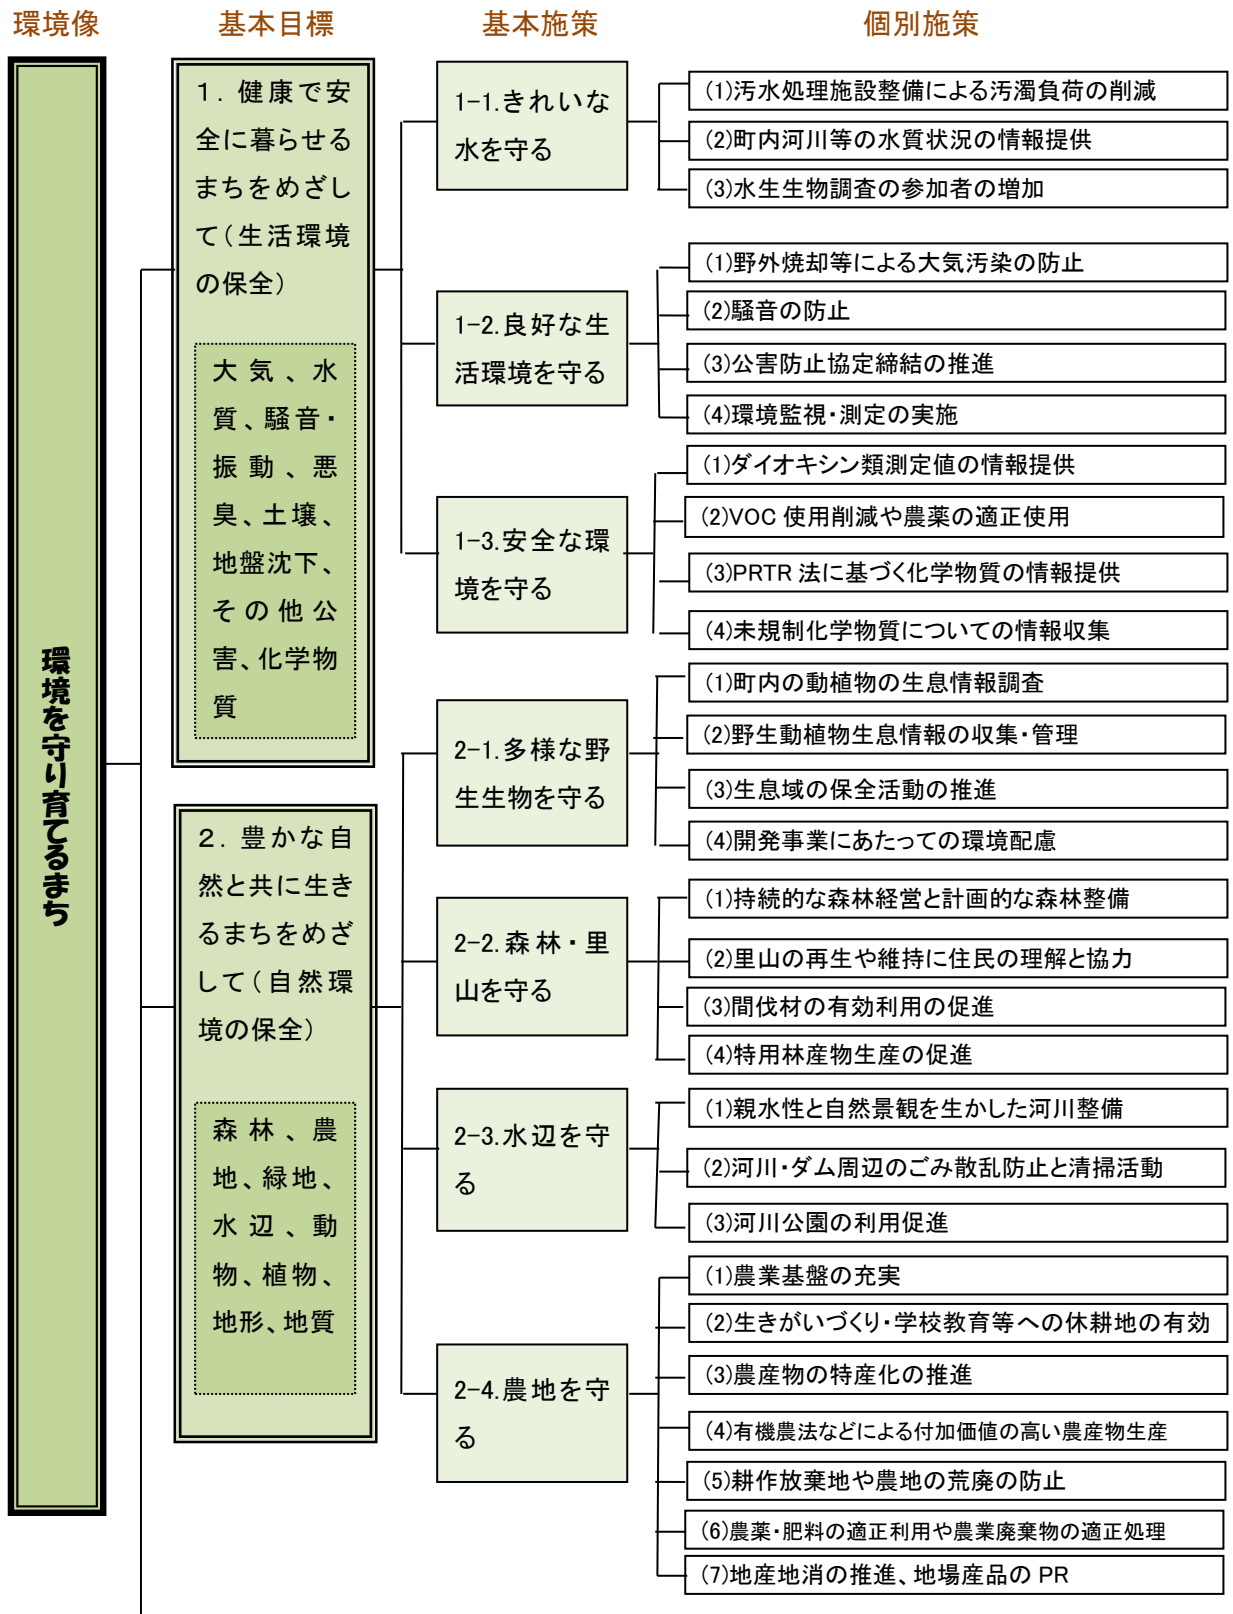 環境像
基本目標
基本施策
個別施策
環境を守り育てるまち
1. 健康で安
全に暮らせる
まちをめざし
て(生活環境
の保全)
大気、水
質、騒音・
振動、悪
臭、土壌、
地盤沈下、
その他公
害、化学物
質
1-1.きれいな
水を守る
(1)汚水処理施設整備による汚濁負荷の削減
(2)町内河川等の水質状況の情報提供
(3)水生生物調査の参加者の増加
1-2.良好な生
活環境を守る
(1)野外焼却等による大気汚染の防止
(2)騒音の防止
(3)公害防止協定締結の推進
(4)環境監視・測定の実施
1-3.安全な環
境を守る
(1)ダイオキシン類測定値の情報提供
(2)VOC 使用削減や農薬の適正使用
(3)PRTR 法に基づく化学物質の情報提供
(4)未規制化学物質についての情報収集
2. 豊かな自
然と共に生き
るまちをめざ
して(自然環
境の保全)
森林、農
地、緑地、
水辺、動
物、植物、
地形、地質
2-1.多様な野
生生物を守る
(1)町内の動植物の生息情報調査
(2)野生動植物生息情報の収集・管理
(3)生息域の保全活動の推進
(4)開発事業にあたっての環境配慮
2-2.森林・里
山を守る
(1)持続的な森林経営と計画的な森林整備
(2)里山の再生や維持に住民の理解と協力
(3)間伐材の有効利用の促進
(4)特用林産物生産の促進
2-3.水辺を守
る
(1)親水性と自然景観を生かした河川整備
(2)河川・ダム周辺のごみ散乱防止と清掃活動
(3)河川公園の利用促進
2-4.農地を守
る
(1)農業基盤の充実
(2)生きがいづくり・学校教育等への休耕地の有効
(3)農産物の特産化の推進
(4)有機農法などによる付加価値の高い農産物生産
(5)耕作放棄地や農地の荒廃の防止
(6)農薬・肥料の適正利用や農業廃棄物の適正処理
(7)地産地消の推進、地場産品の PR